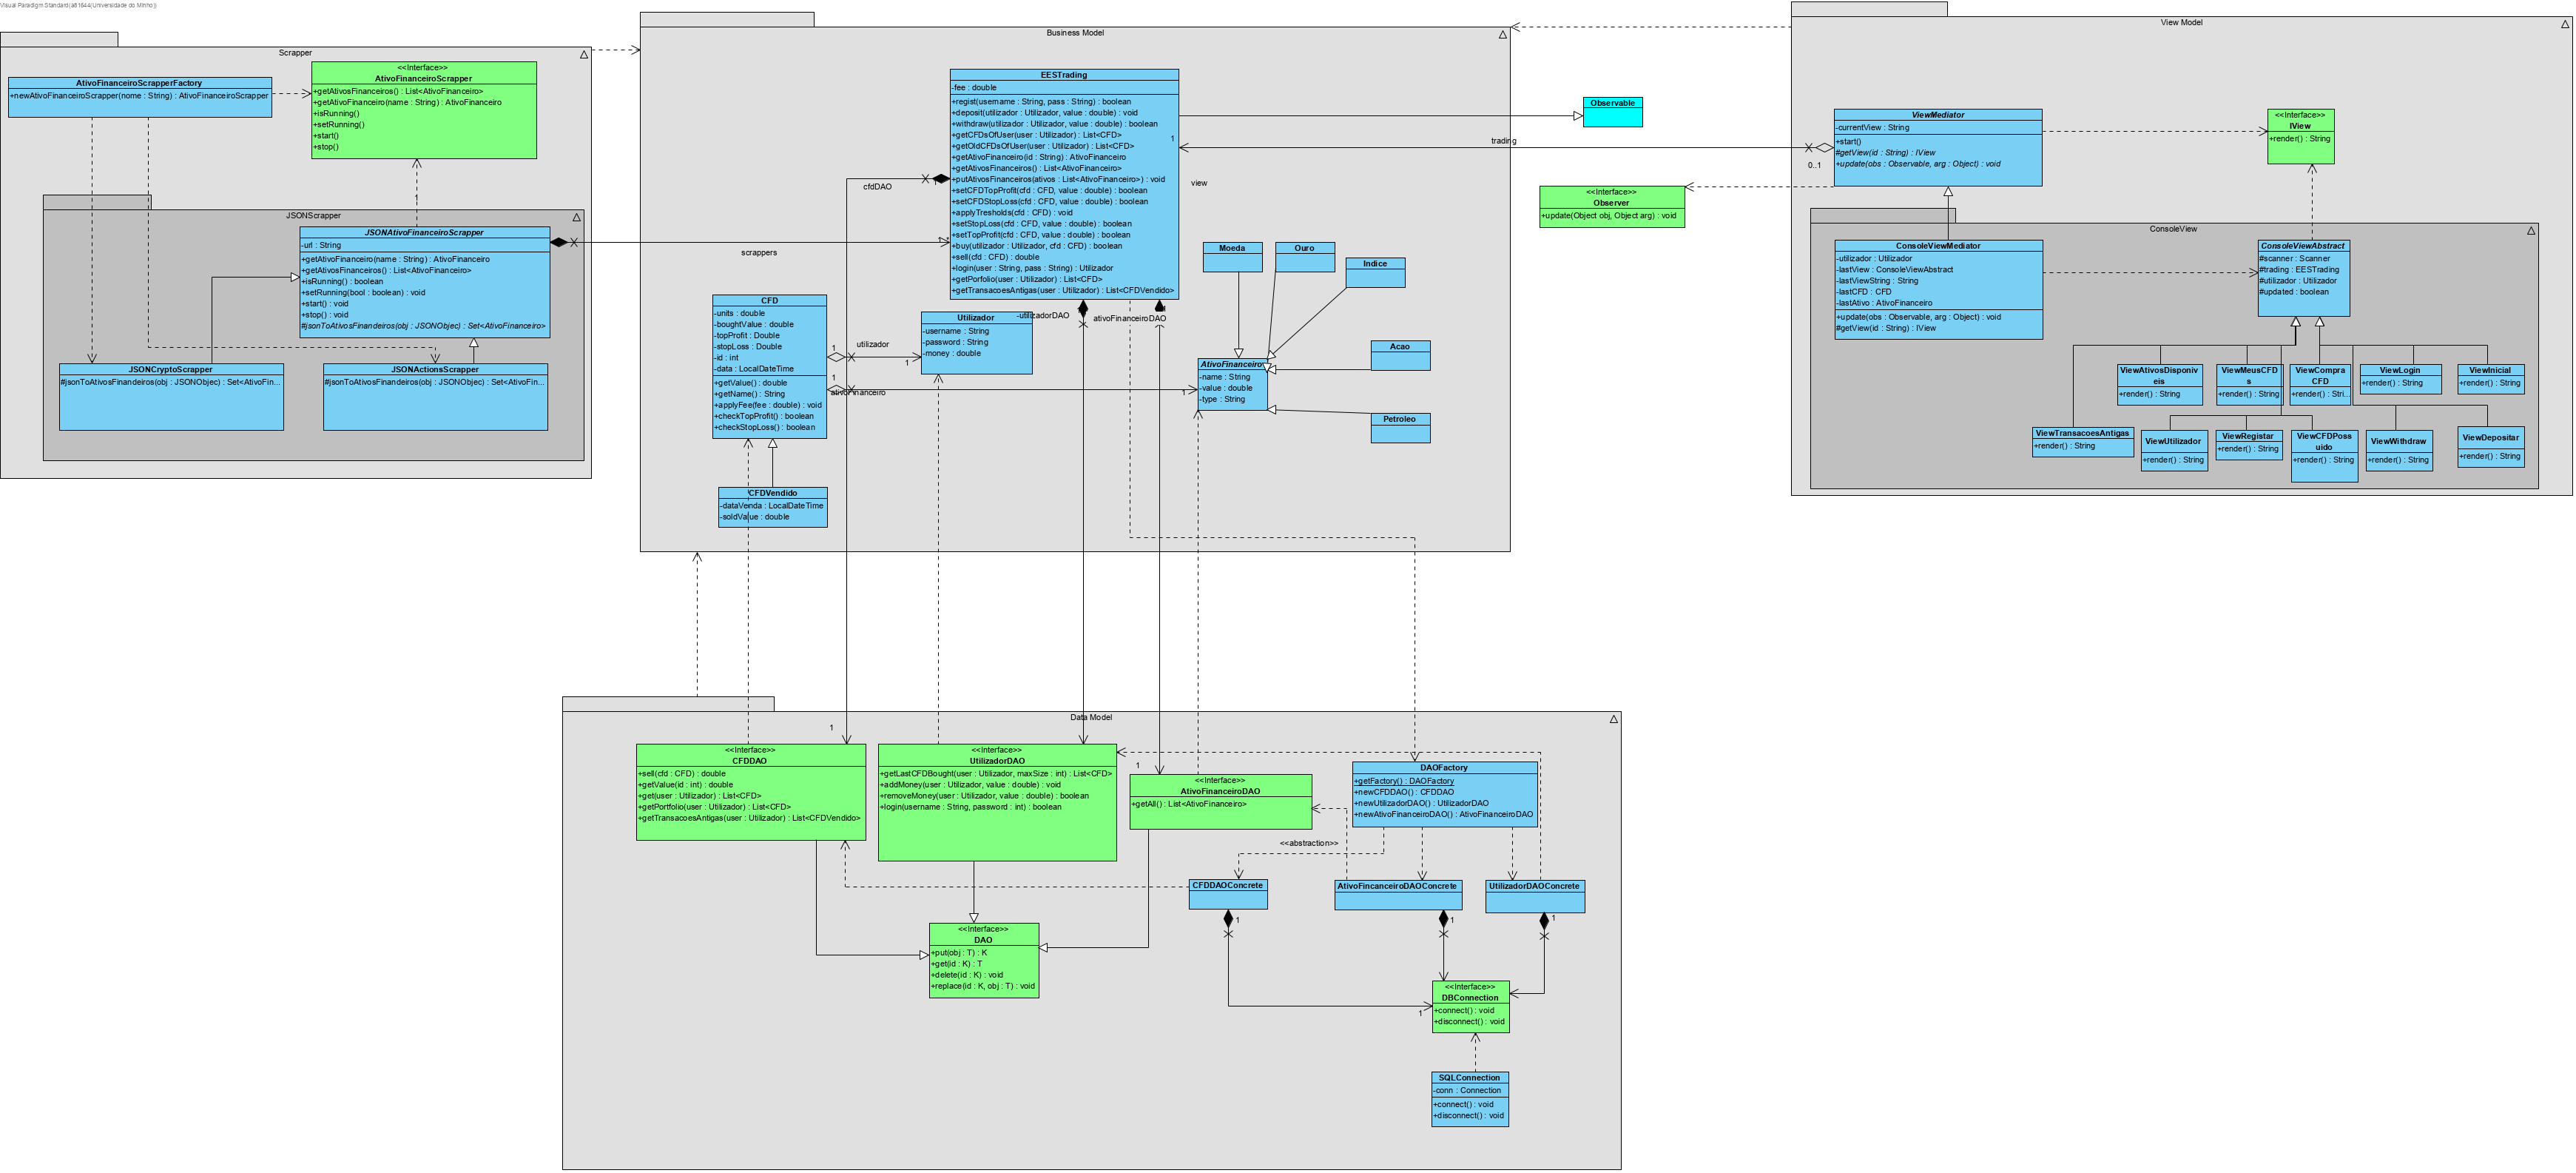 Visual Paradigm Standard(a81644(Universidade do Minho))
Scrapper
AtivoFinanceiroScrapperFactory
+newAtivoFinanceiroScrapper(nome : String) : AtivoFinanceiroScrapper
<<Interface>>
AtivoFinanceiroScrapper
+getAtivosFinanceiros() : List<AtivoFinanceiro>
+getAtivoFinanceiro(name : String) : AtivoFinanceiro
+isRunning()
+setRunning()
+start()
+stop()
JSONScrapper
JSONAtivoFinanceiroScrapper
-url : String
+getAtivoFinanceiro(name : String) : AtivoFinanceiro
+getAtivosFinanceiros() : List<AtivoFinanceiro>
+isRunning() : boolean
+setRunning(bool : boolean) : void
+start() : void
+stop() : void
#jsonToAtivosFinandeiros(obj : JSONObjec) : Set<AtivoFinanceiro>
JSONCryptoScrapper
#jsonToAtivosFinandeiros(obj : JSONObjec) : Set<AtivoFin...
JSONActionsScrapper
#jsonToAtivosFinandeiros(obj : JSONObjec) : Set<AtivoFin...
Business Model
EESTrading
-fee : double
+regist(username : String, pass : String) : boolean
+deposit(utilizador : Utilizador, value : double) : void
+withdraw(utilizador : Utilizador, value : double) : boolean
+getCFDsOfUser(user : Utilizador) : List<CFD>
+getOldCFDsOfUser(user : Utilizador) : List<CFD>
+getAtivoFinanceiro(id : String) : AtivoFinanceiro
+getAtivosFinanceiros() : List<AtivoFinanceiro>
+putAtivosFinanceiros(ativos : List<AtivoFinanceiro>) : void
+setCFDTopProfit(cfd : CFD, value : double) : boolean
+setCFDStopLoss(cfd : CFD, value : double) : boolean
+applyTresholds(cfd : CFD) : void
+setStopLoss(cfd : CFD, value : double) : boolean
+setTopProfit(cfd : CFD, value : double) : boolean
+buy(utilizador : Utilizador, cfd : CFD) : boolean
+sell(cfd : CFD) : double
+login(user : String, pass : String) : Utilizador
+getPorfolio(user : Utilizador) : List<CFD>
+getTransacoesAntigas(user : Utilizador) : List<CFDVendido>
cfdDAO
scrappers
view
1
trading
0..1
-utilizadorDAO
ativoFinanceiroDAO
CFD
-units : double
-boughtValue : double
-topProfit : Double
-stopLoss : Double
-id : int
-data : LocalDateTime
+getValue() : double
+getName() : String
+applyFee(fee : double) : void
+checkTopProfit() : boolean
+checkStopLoss() : boolean
1
utilizador
1
1
ativoFinanceiro
1
Utilizador
-username : String
-password : String
-money : double
CFDVendido
-dataVenda : LocalDateTime
-soldValue : double
Moeda
Ouro
Indice
Acao
Petroleo
AtivoFinanceiro
-name : String
-value : double
-type : String
Observable
<<Interface>>
Observer
+update(Object obj, Object arg) : void
View Model
ViewMediator
-currentView : String
+start()
#getView(id : String) : IView
+update(obs : Observable, arg : Object) : void
<<Interface>>
IView
+render() : String
ConsoleView
ConsoleViewMediator
-utilizador : Utilizador
-lastView : ConsoleViewAbstract
-lastViewString : String
-lastCFD : CFD
-lastAtivo : AtivoFinanceiro
+update(obs : Observable, arg : Object) : void
#getView(id : String) : IView
ConsoleViewAbstract
#scanner : Scanner
#trading : EESTrading
#utilizador : Utilizador
#updated : boolean
ViewAtivosDisponiv
eis
+render() : String
ViewMeusCFD
s
+render() : String
ViewCompra
CFD
+render() : Stri...
ViewLogin
+render() : String
ViewInicial
+render() : String
ViewTransacoesAntigas
+render() : String
ViewUtilizador
+render() : String
ViewRegistar
+render() : String
ViewCFDPoss
uido
+render() : String
ViewWithdraw
+render() : String
ViewDepositar
+render() : String
Data Model
1
<<Interface>>
CFDDAO
+sell(cfd : CFD) : double
+getValue(id : int) : double
+get(user : Utilizador) : List<CFD>
+getPortfolio(user : Utilizador) : List<CFD>
+getTransacoesAntigas(user : Utilizador) : List<CFDVendido>
<<Interface>>
UtilizadorDAO
+getLastCFDBought(user : Utilizador, maxSize : int) : List<CFD>
+addMoney(user : Utilizador, value : double) : void
+removeMoney(user : Utilizador, value : double) : boolean
+login(username : String, password : int) : boolean
1
<<Interface>>
AtivoFinanceiroDAO
+getAll() : List<AtivoFinanceiro>
DAOFactory
+getFactory() : DAOFactory
+newCFDDAO() : CFDDAO
+newUtilizadorDAO() : UtilizadorDAO
+newAtivoFinanceiroDAO() : AtivoFinanceiroDAO
<<abstraction>>
CFDDAOConcrete
AtivoFincanceiroDAOConcrete
UtilizadorDAOConcrete
1
1
1
<<Interface>>
DAO
+put(obj : T) : K
+get(id : K) : T
+delete(id : K) : void
+replace(id : K, obj : T) : void
<<Interface>>
DBConnection
+connect() : void
+disconnect() : void
1
SQLConnection
-conn : Connection
+connect() : void
+disconnect() : void